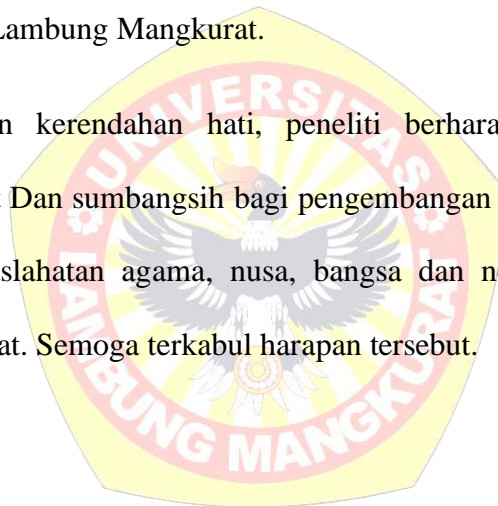 Lambung Mangkurat.
n kerendahan hati, peneliti berhara
Dan sumbangsih bagi pengembangan
slahatan agama, nusa, bangsa dan n
at. Semoga terkabul harapan tersebut.
UNIVERSITAS
LAMBUNG MANGKURAT